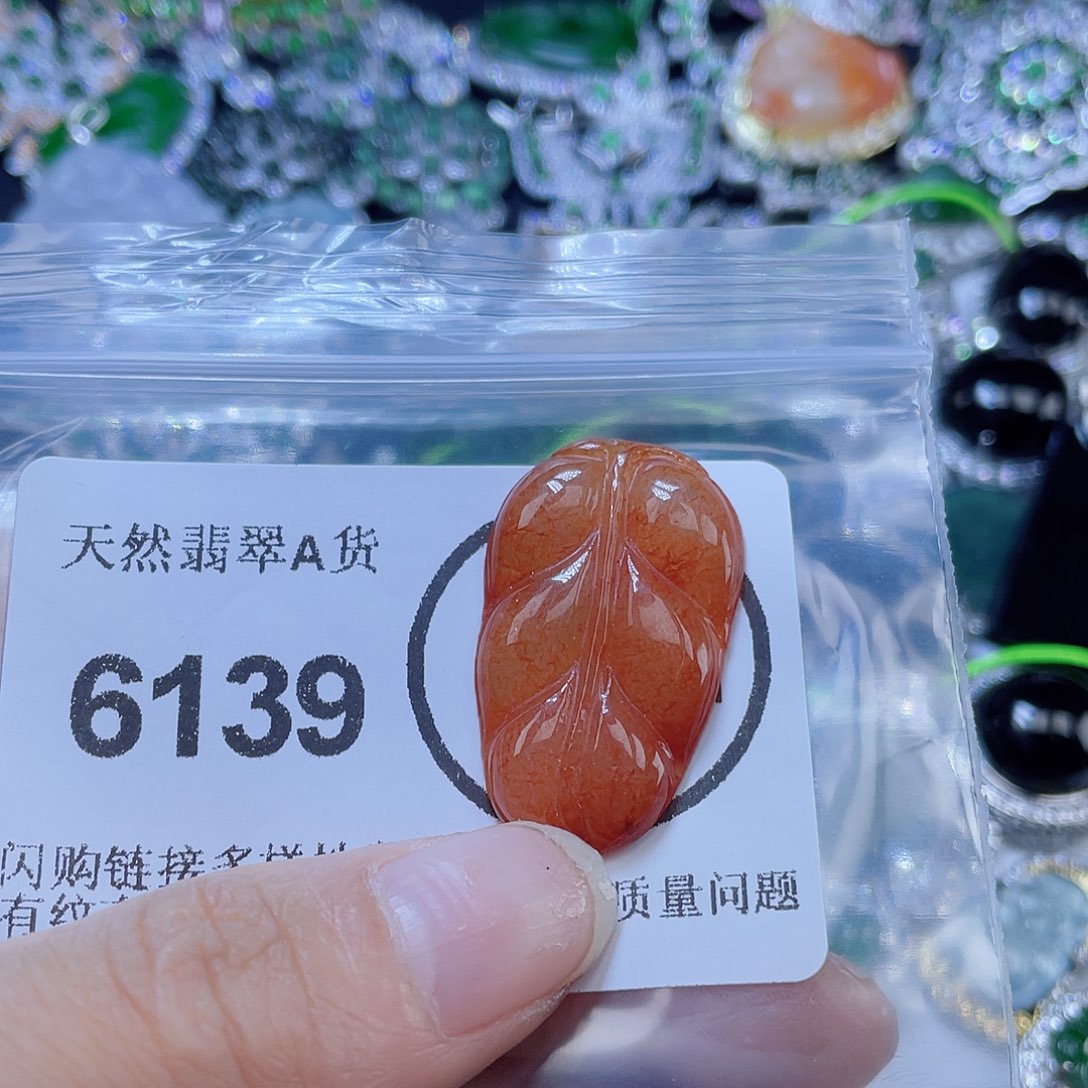 天然翡翠A货
6139
闪购链接多样性
有纹 质量问题